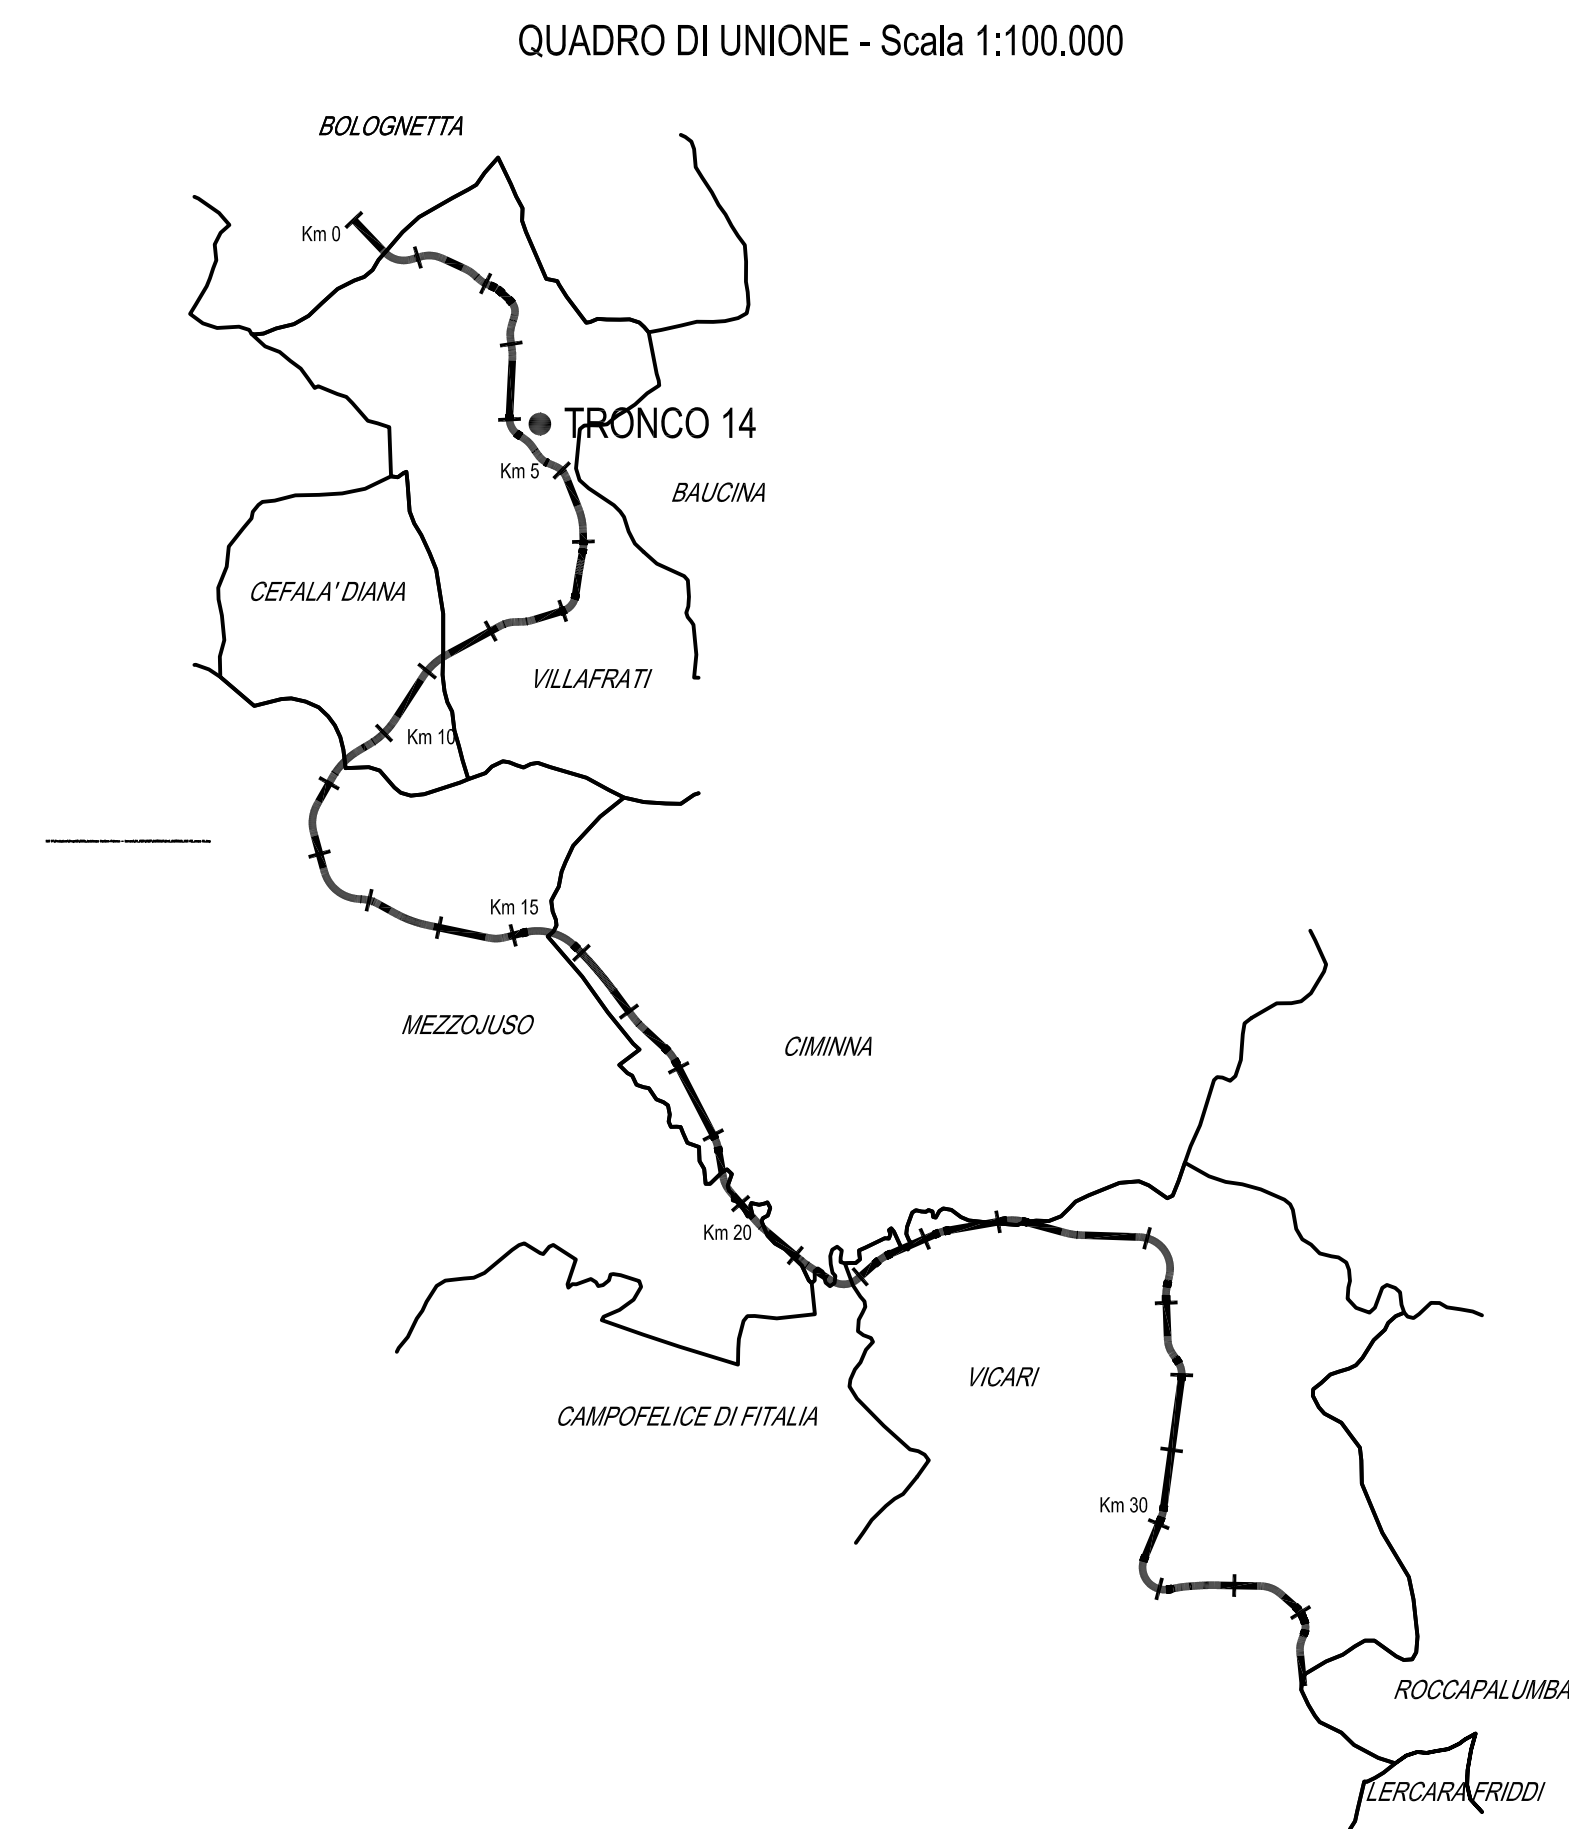 QUADRO DI UNIONE - Scala 1:100.000
BOLOGNETTA
Km 0
TRONCO 14
Km 5
BAUCINA
CEFALA' DIANA
VILLAFRATI
Km 10
Km 15
MEZZOJUSO
CIMINNA
Km 20
VICARI
CAMPOFELICE DI FITALIA
Km 30
ROCCAPALUMBA
LERCARA FRIDDI